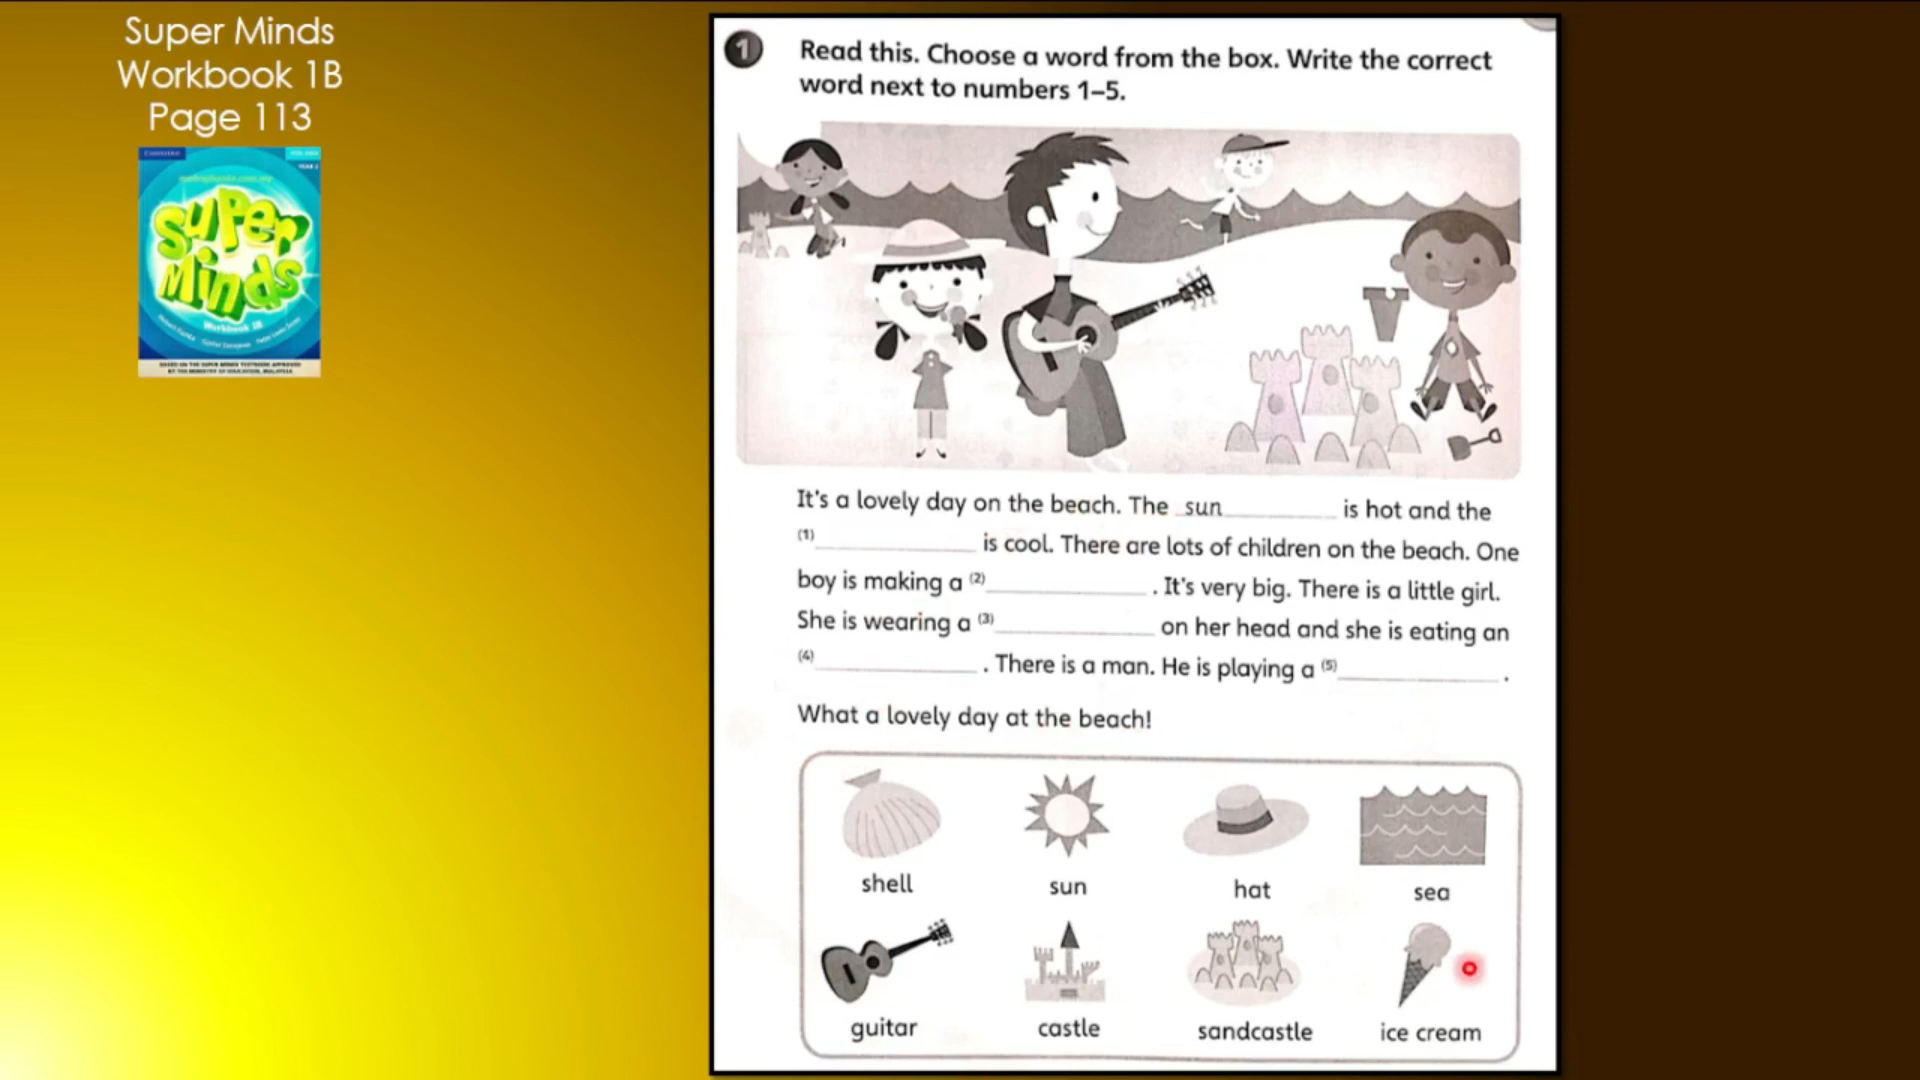 Super Minds
Workbook 1B
Page 113
YEAR 2
Super
Minds
Workbook 1B
1
Read this. Choose a word from the box. Write the correct
word next to numbers 1–5.
It's a lovely day on the beach. The sun is hot and the
(1) is cool. There are lots of children on the beach. One
boy is making a (2) . It's very big. There is a little girl.
She is wearing a (3) on her head and she is eating an
(4) . There is a man. He is playing a (5) .
What a lovely day at the beach!
shell sun hat sea
guitar castle sandcastle ice cream